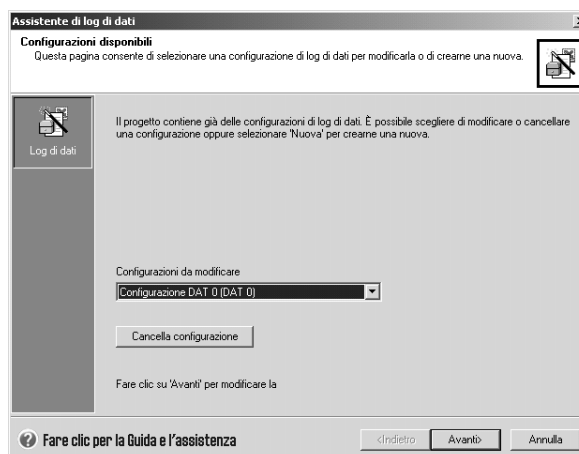 Assistente di log di dati
Configurazioni disponibili
Questa pagina consente di selezionare una configurazione di log di dati per modificarla o di crearne una nuova.
Log di dati
Il progetto contiene già delle configurazioni di log di dati. È possibile scegliere di modificare o cancellare
una configurazione oppure selezionare 'Nuova' per crearne una nuova.
Configurazioni da modificare
Configurazione DAT 0 (DAT 0)
Cancella configurazione
Fare clic su 'Avanti' per modificare la
Fare clic per la Guida e l'assistenza
<Indietro
Avanti>
Annulla